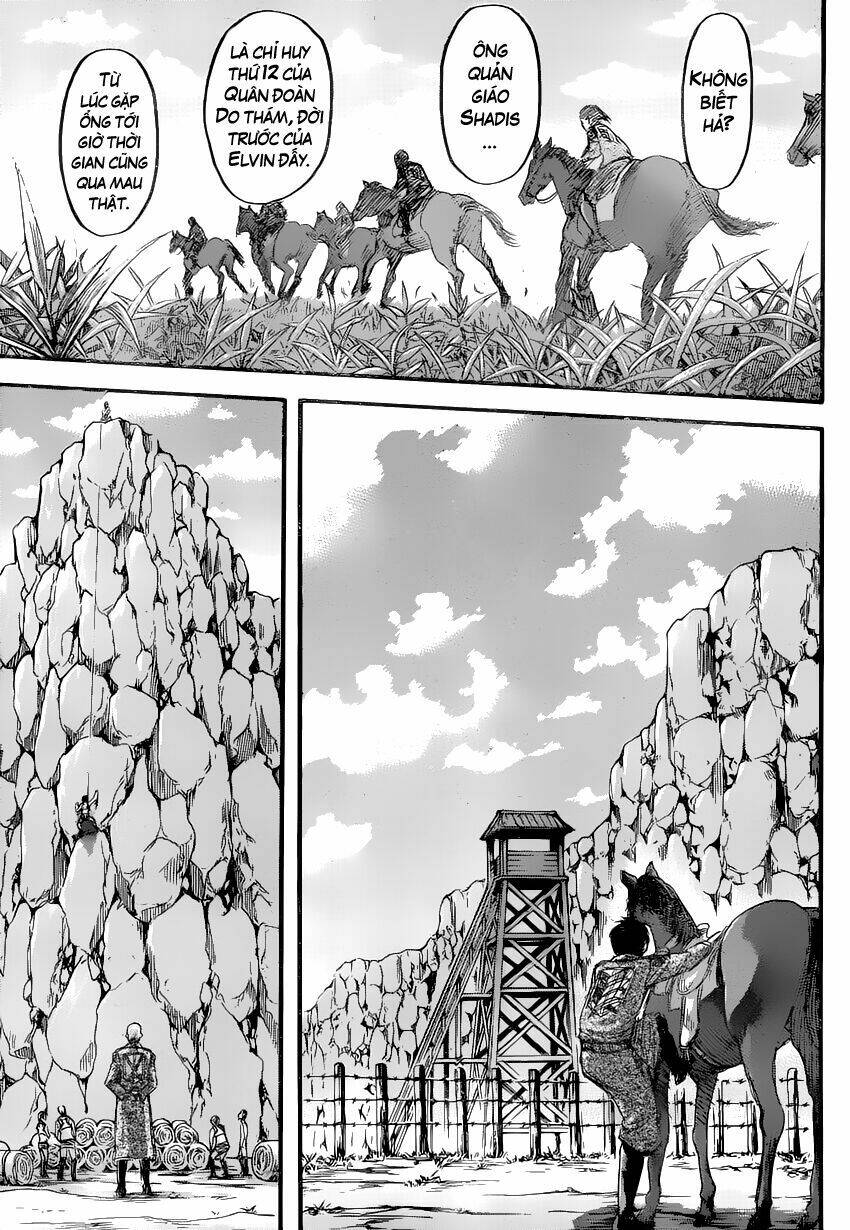 KHÔNG
BIẾT
HẢ?
ÔNG
QUẢN
GIÁO
SHADIS
...
LÀ CHỈ HUY
THỨ 12 CỦA
QUÂN ĐOÀN
DO THÁM, ĐỜI
TRƯỚC CỦA
ELVIN ĐẤY.
TỪ
LÚC GẶP
ỔNG TỚI
GIỜ THỜI
GIAN CŨNG
QUA MAU
THẬT.